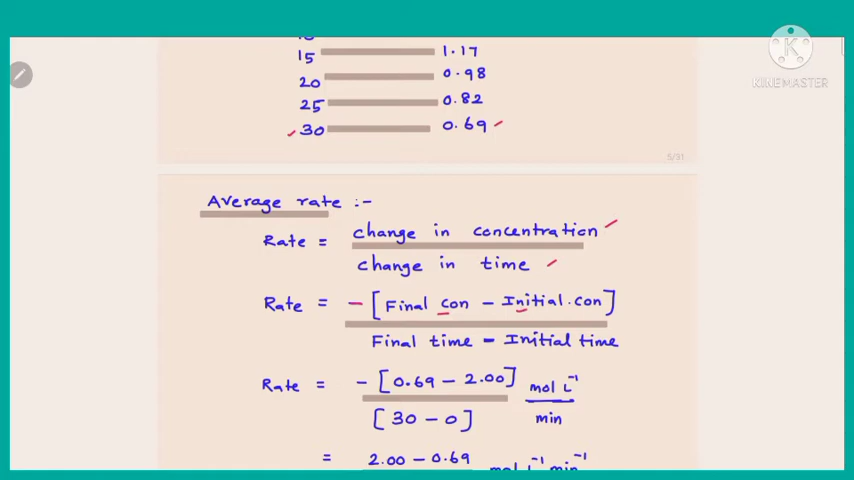 15 1.17
20 0.98
25 0.82
30 0.69
5/31
K
KINEMASTER
Average rate :-
Rate = change in concentration
change in time
Rate = - [Final con - Initial.con]
Final time - Initial time
Rate = - [0.69 - 2.00] mol L⁻¹
[30 - 0] min
= 2.00 - 0.69 mol L⁻¹ min⁻¹